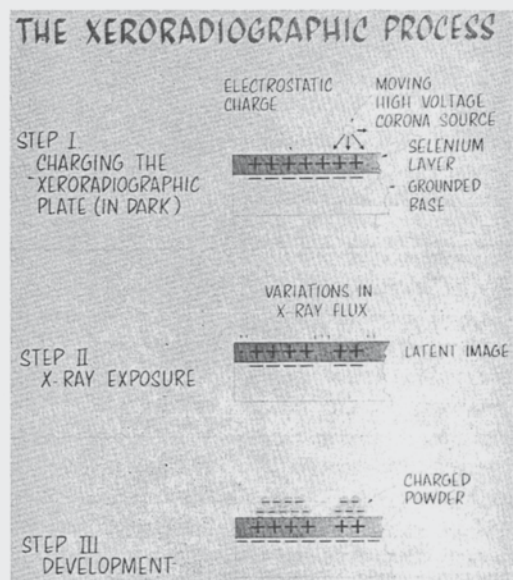 THE XERORADIOGRAPHIC PROCESS
ELECTROSTATIC
CHARGE
MOVING
HIGH VOLTAGE
CORONA SOURCE
STEP I
CHARGING THE
XERORADIOGRAPHIC
PLATE (IN DARK)
+++++++
SELENIUM
LAYER
GROUNDED
BASE
VARIATIONS IN
X-RAY FLUX
STEP II
X-RAY EXPOSURE
++++ ++
LATENT IMAGE
CHARGED
POWDER
++++ ++
STEP III
DEVELOPMENT